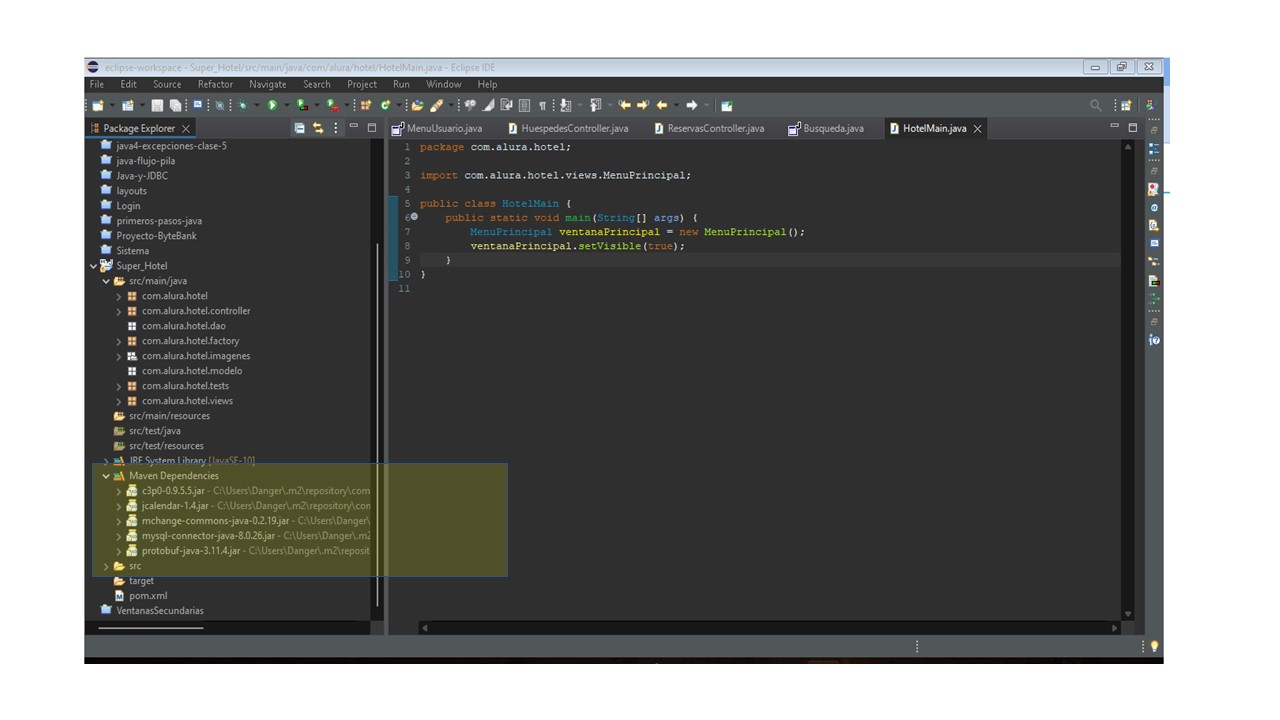 eclipse-workspace - Super_Hotel/src/main/java/com/alura/hotel/HotelMain.java - Eclipse IDE
File Edit Source Refactor Navigate Search Project Run Window Help
Package Explorer
MenuUsuario.java HuespedesController.java ReservasController.java Busqueda.java HotelMain.java
java4-excepciones-clase-5
java-flujo-pila
Java-y-JDBC
layouts
Login
primeros-pasos-java
Proyecto-ByteBank
Sistema
Super_Hotel
src/main/java
com.alura.hotel
com.alura.hotel.controller
com.alura.hotel.dao
com.alura.hotel.factory
com.alura.hotel.imagenes
com.alura.hotel.modelo
com.alura.hotel.tests
com.alura.hotel.views
src/main/resources
src/test/java
src/test/resources
JRE System Library [JavaSE-10]
Maven Dependencies
c3p0-0.9.5.5.jar - C:\Users\Danger\.m2\repository\com
jcalendar-1.4.jar - C:\Users\Danger\.m2\repository\con
mchange-commons-java-0.2.19.jar - C:\Users\Danger\
mysql-connector-java-8.0.26.jar - C:\Users\Danger\.m2
protobuf-java-3.11.4.jar - C:\Users\Danger\.m2\reposit
src
target
pom.xml
VentanasSecundarias
1 package com.alura.hotel;
2
3 import com.alura.hotel.views.MenuPrincipal;
4
5 public class HotelMain {
6 public static void main(String[] args) {
7 MenuPrincipal ventanaPrincipal = new MenuPrincipal();
8 ventanaPrincipal.setVisible(true);
9 }
10 }
11